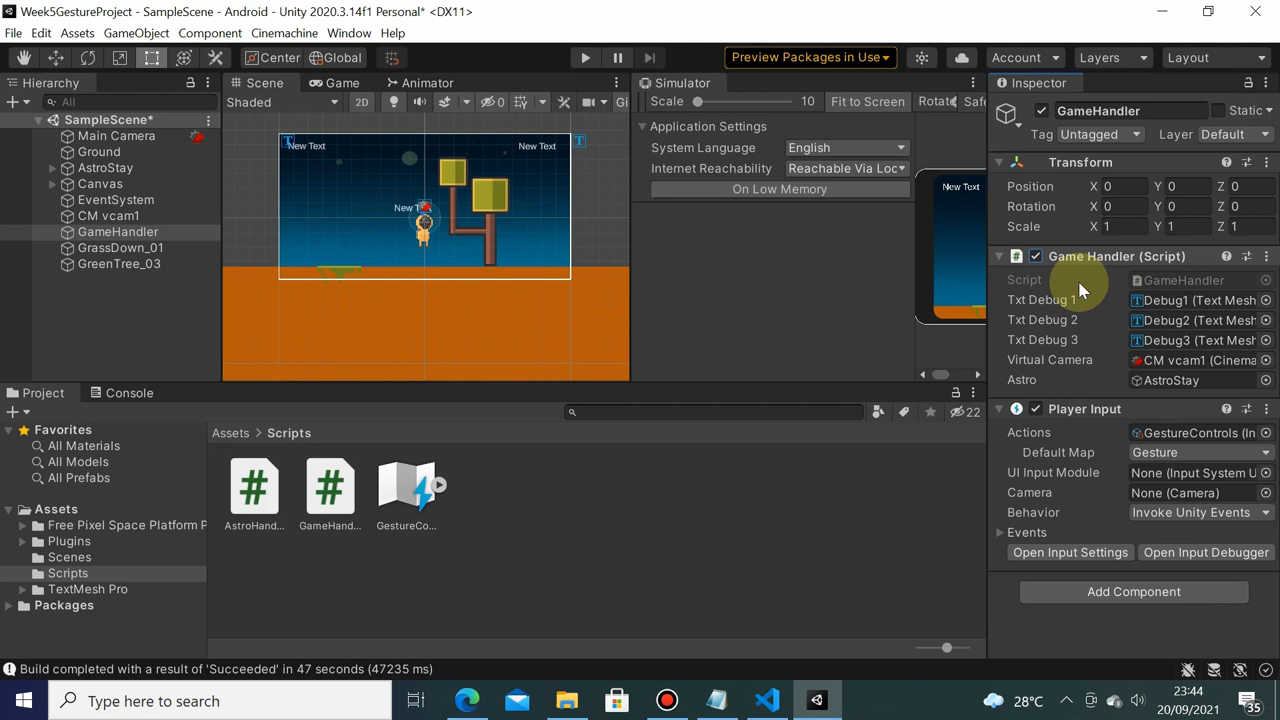 Week5GestureProject - SampleScene - Android - Unity 2020.3.14f1 Personal* <DX11>
File Edit Assets GameObject Component Cinemachine Window Help
Center Global Preview Packages in Use Account Layers Layout
Hierarchy
All
SampleScene*
Main Camera
Ground
AstroStay
Canvas
EventSystem
CM vcam1
GameHandler
GrassDown_01
GreenTree_03
Scene Game Animator
Shaded 2D 0 Gi
New Text
New Text
New T
Simulator
Scale 10 Fit to Screen Rotate Safe
Application Settings
System Language English
Internet Reachability Reachable Via Loc
On Low Memory
New Text
Inspector
GameHandler Static
Tag Untagged Layer Default
Transform
Position X 0 Y 0 Z 0
Rotation X 0 Y 0 Z 0
Scale X 1 Y 1 Z 1
# Game Handler (Script)
Script GameHandler
Txt Debug 1 Debug1 (Text Mesh
Txt Debug 2 Debug2 (Text Mesh
Txt Debug 3 Debug3 (Text Mesh
Virtual Camera CM vcam1 (Cinema
Astro AstroStay
Player Input
Actions GestureControls (In
Default Map Gesture
UI Input Module None (Input System U
Camera None (Camera)
Behavior Invoke Unity Events
Events
Open Input Settings Open Input Debugger
Add Component
Project Console
22
Favorites
All Materials
All Models
All Prefabs
Assets
Free Pixel Space Platform P
Plugins
Scenes
Scripts
TextMesh Pro
Packages
Assets > Scripts
# #
AstroHand... GameHand... GestureCo...
Build completed with a result of 'Succeeded' in 47 seconds (47235 ms)
Type here to search
28°C
23:44
20/09/2021
35